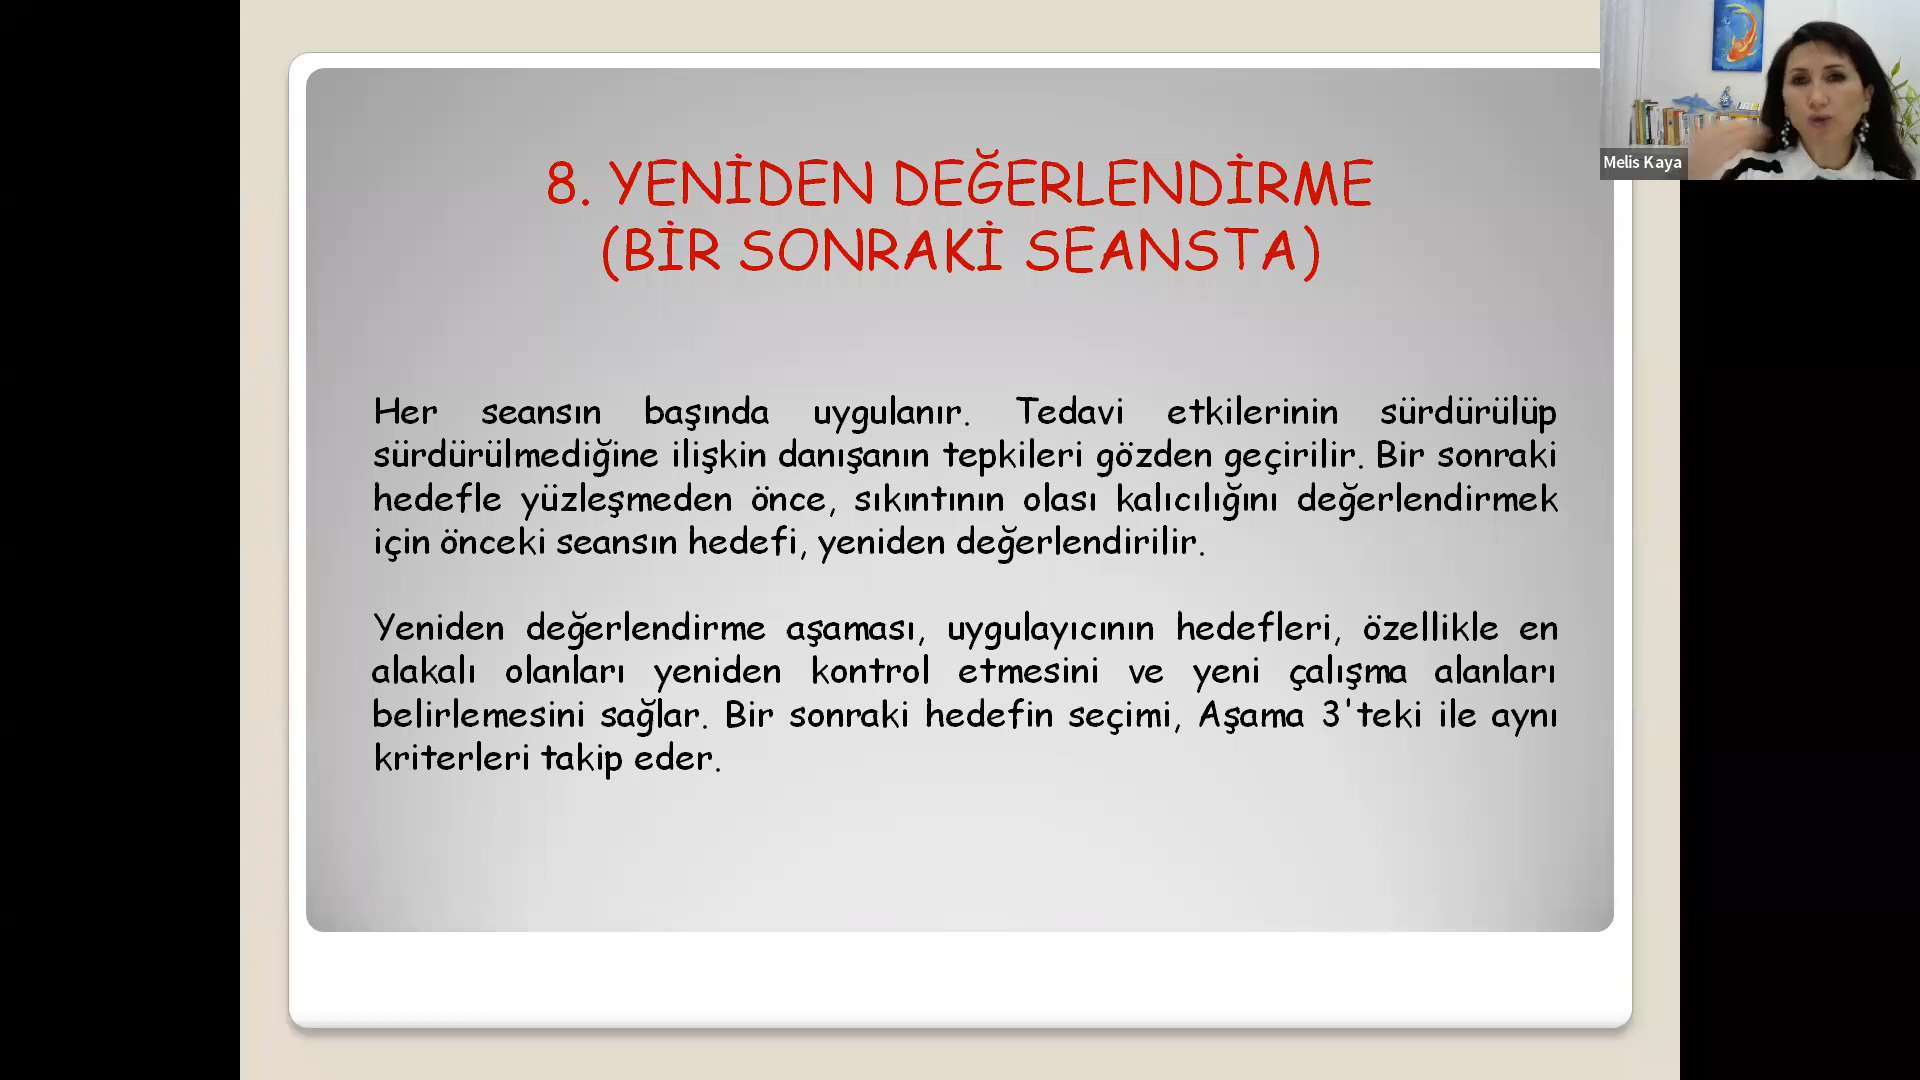 8. YENİDEN DEĞERLENDİRME
(BİR SONRAKİ SEANSTA)
Her seansın başında uygulanır. Tedavi etkilerinin sürdürülüp
sürdürülmediğine ilişkin danışanın tepkileri gözden geçirilir. Bir sonraki
hedefle yüzleşmeden önce, sıkıntının olası kalıcılığını değerlendirmek
için önceki seansın hedefi, yeniden değerlendirilir.
Yeniden değerlendirme aşaması, uygulayıcının hedefleri, özellikle en
alakalı olanları yeniden kontrol etmesini ve yeni çalışma alanları
belirlemesini sağlar. Bir sonraki hedefin seçimi, Aşama 3'teki ile aynı
kriterleri takip eder.
Melis Kaya